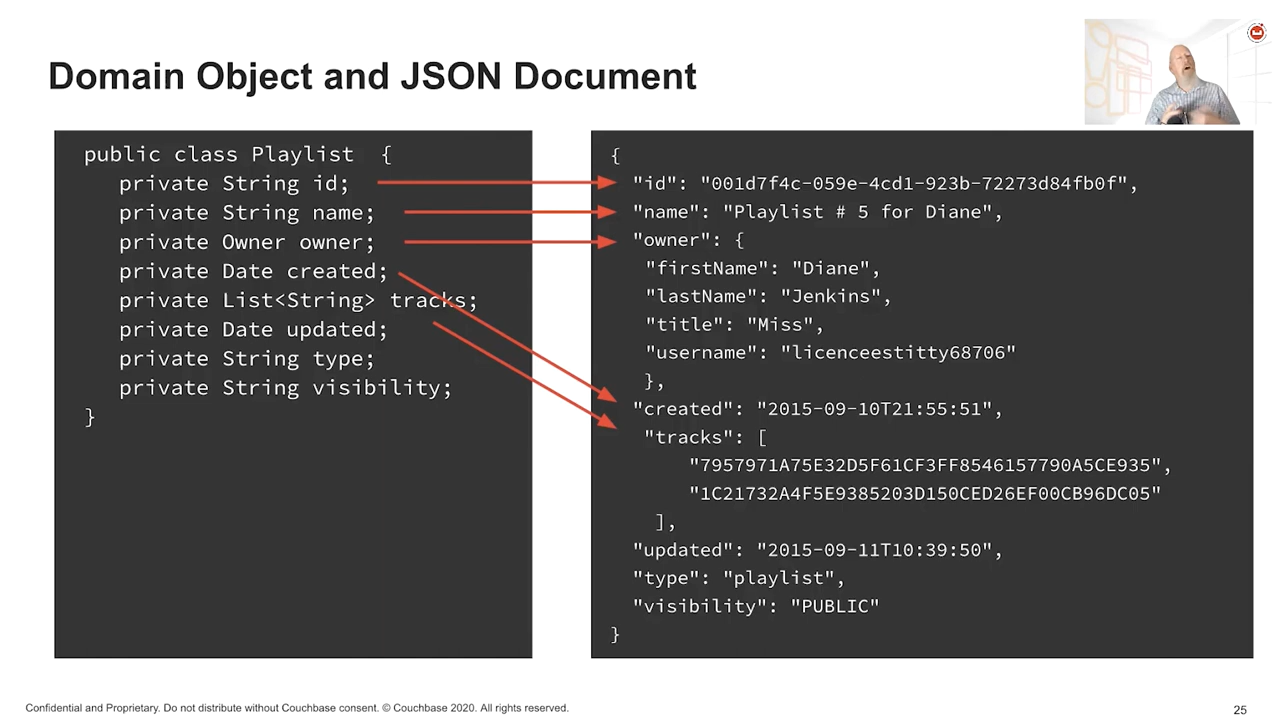 Domain Object and JSON Document
public class Playlist {
private String id;
private String name;
private Owner owner;
private Date created;
private List<String> tracks;
private Date updated;
private String type;
private String visibility;
}
{
"id": "001d7f4c-059e-4cd1-923b-72273d84fb0f",
"name": "Playlist # 5 for Diane",
"owner": {
"firstName": "Diane",
"lastName": "Jenkins",
"title": "Miss",
"username": "licenceestitty68706"
},
"created": "2015-09-10T21:55:51",
"tracks": [
"7957971A75E32D5F61CF3FF8546157790A5CE935",
"1C21732A4F5E9385203D150CED26EF00CB96DC05"
],
"updated": "2015-09-11T10:39:50",
"type": "playlist",
"visibility": "PUBLIC"
}
Confidential and Proprietary. Do not distribute without Couchbase consent. © Couchbase 2020. All rights reserved.
25